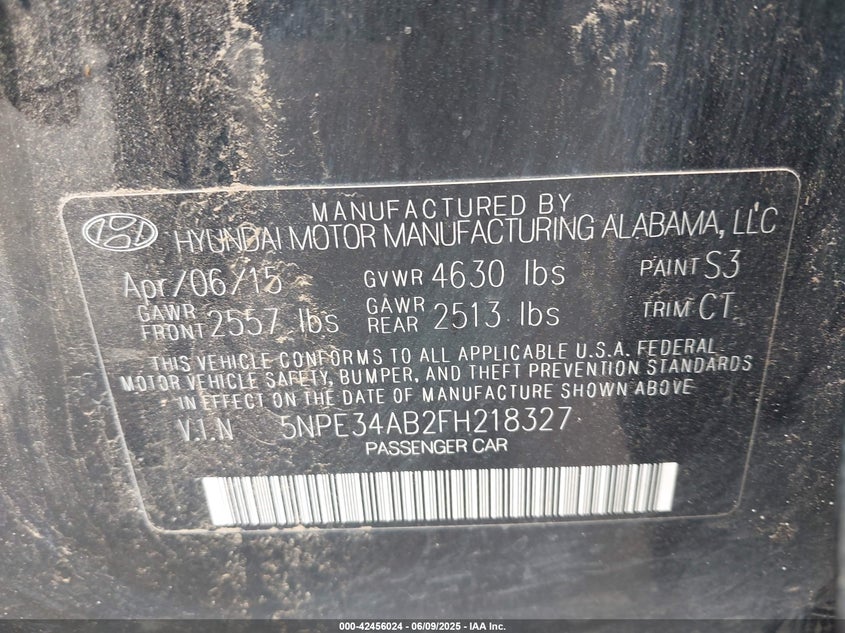 MANUFACTURED BY
HYUNDAI MOTOR MANUFACTURING ALABAMA, LLC
Apr/06/15 GVWR 4630 lbs PAINT S3
GAWR FRONT 2557 lbs GAWR REAR 2513 lbs TRIM CT
THIS VEHICLE CONFORMS TO ALL APPLICABLE U.S.A. FEDERAL
MOTOR VEHICLE SAFETY, BUMPER, AND THEFT PREVENTION STANDARDS
IN EFFECT ON THE DATE OF MANUFACTURE SHOWN ABOVE
V.I.N 5NPE34AB2FH218327
PASSENGER CAR
000-42456024 - 06/09/2025 - IAA Inc.